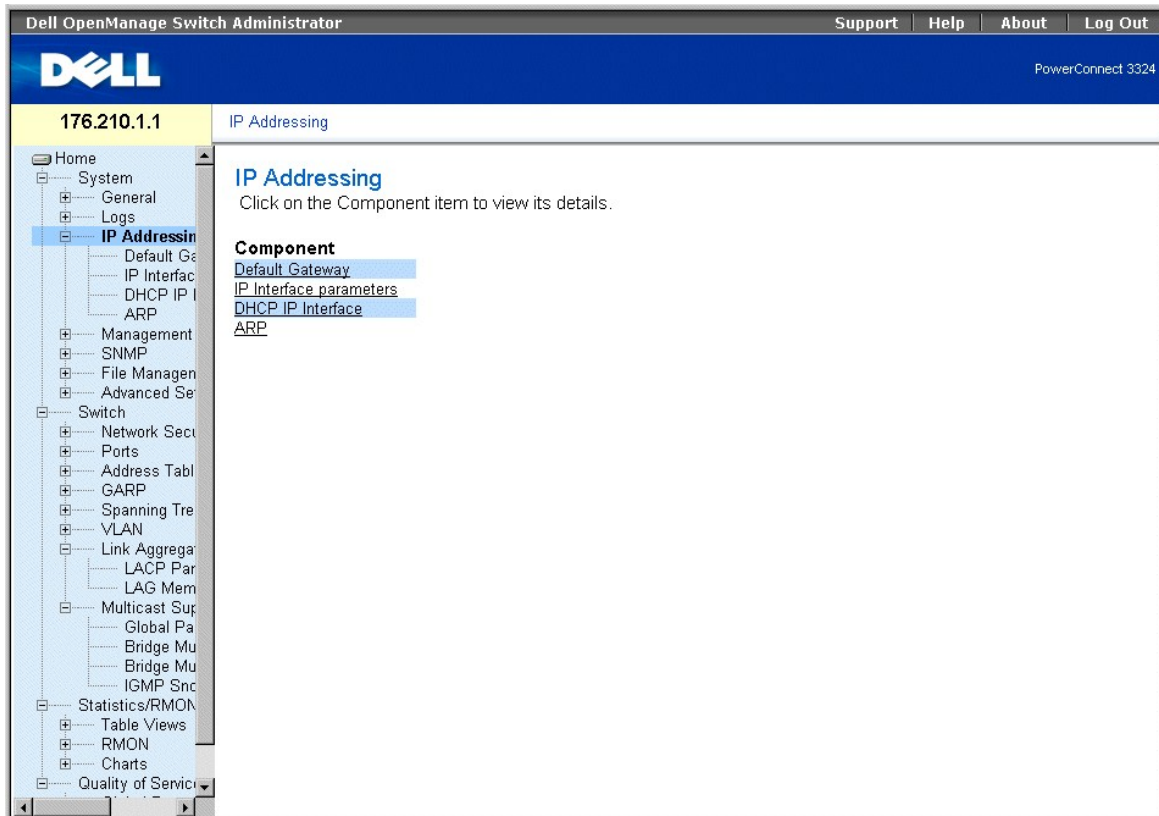 Dell OpenManage Switch Administrator
Support | Help | About | Log Out
DELL
PowerConnect 3324
176.210.1.1
IP Addressing
Home
System
General
Logs
IP Addressin
Default Ga
IP Interfac
DHCP IP I
ARP
Management
SNMP
File Managen
Advanced Se
Switch
Network Secu
Ports
Address Tabl
GARP
Spanning Tre
VLAN
Link Aggrega
LACP Par
LAG Mem
Multicast Sup
Global Pa
Bridge Mu
Bridge Mu
IGMP Sno
Statistics/RMON
Table Views
RMON
Charts
Quality of Servic
IP Addressing
Click on the Component item to view its details.
Component
Default Gateway
IP Interface parameters
DHCP IP Interface
ARP